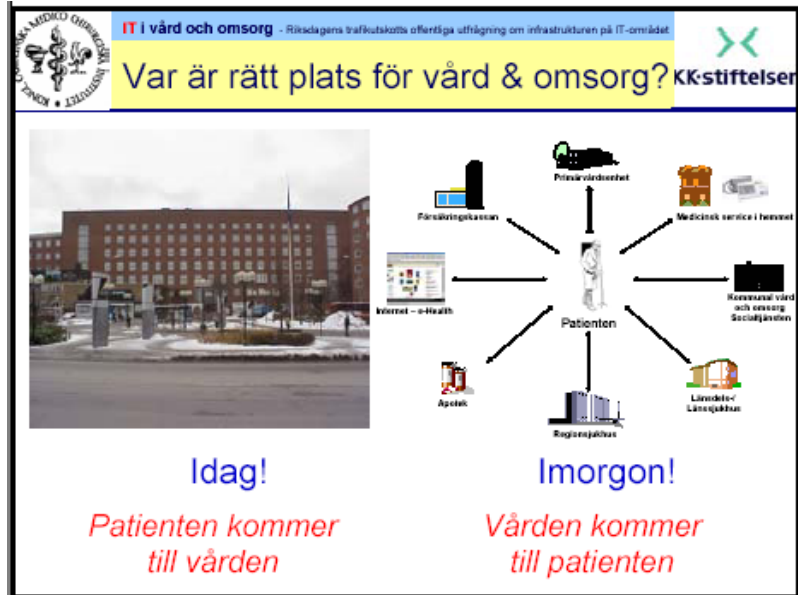 IT i vård och omsorg - Riksdagens trafikutskotts offentliga utfrågning om infrastrukturen på IT-området
Var är rätt plats för vård & omsorg?
KK-stiftelsen
Primärvårdsenhet
Försäkringskassan
Medicinsk service i hemmet
Internet – e-Health
Patienten
Kommunal vård
och omsorg
Socialtjänsten
Apotek
Regionsjukhus
Länsdels-/
Länssjukhus
Idag!
Imorgon!
Patienten kommer
till vården
Vården kommer
till patienten